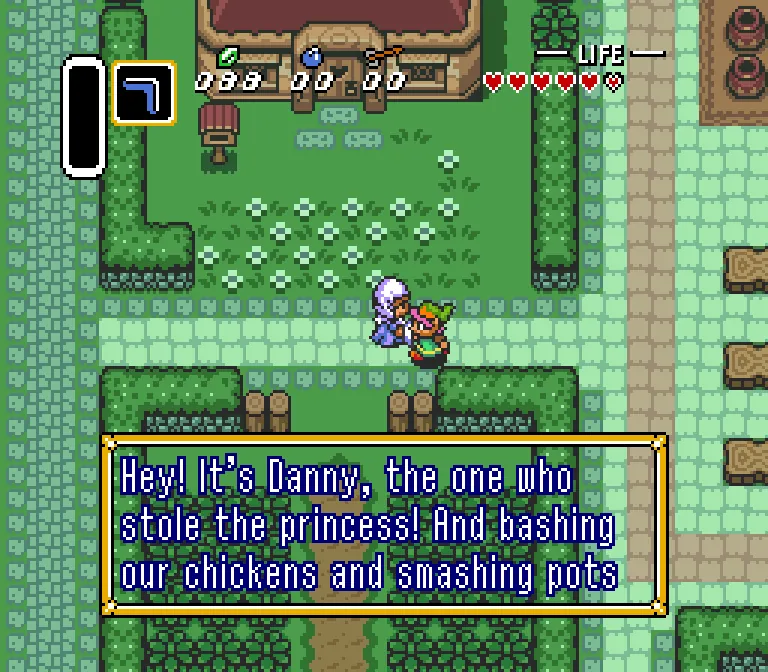 LIFE
088 00 00
Hey! It's Danny, the one who
stole the princess! And bashing
our chickens and smashing pots